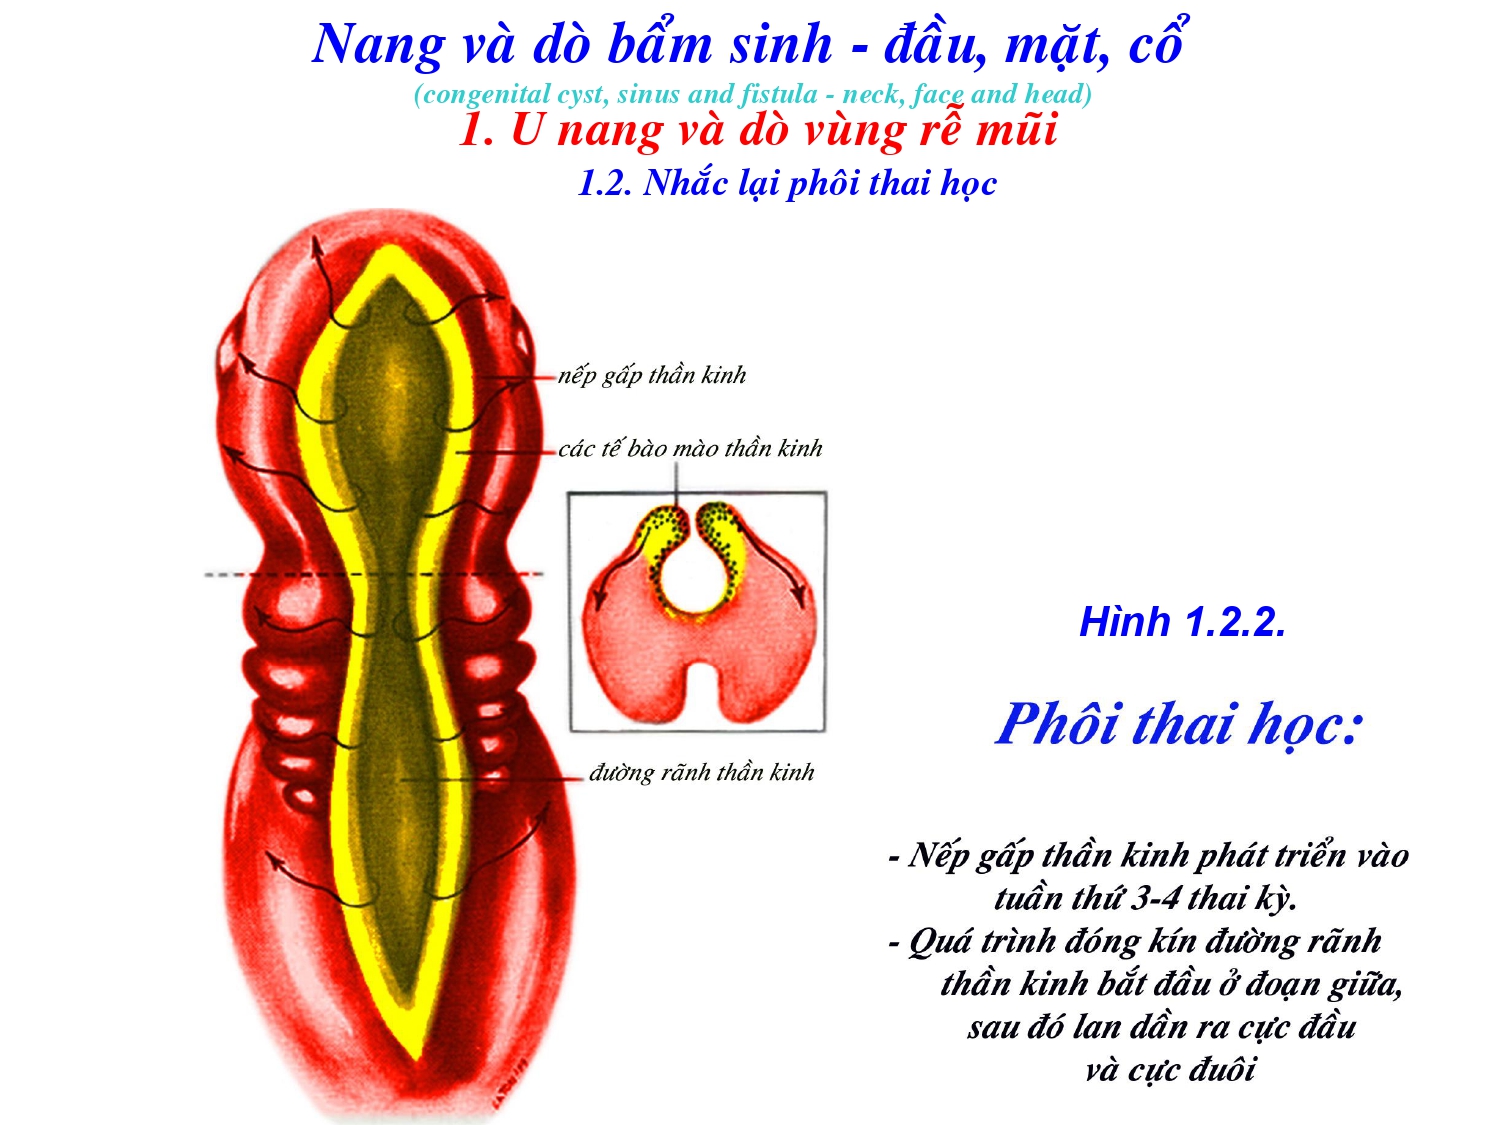 Nang và dò bẩm sinh - đầu, mặt, cổ
(congenital cyst, sinus and fistula - neck, face and head)
1. U nang và dò vùng rễ mũi
1.2. Nhắc lại phôi thai học
nếp gấp thần kinh
các tế bào mào thần kinh
đường rãnh thần kinh
Hình 1.2.2.
Phôi thai học:
- Nếp gấp thần kinh phát triển vào
tuần thứ 3-4 thai kỳ.
- Quá trình đóng kín đường rãnh
thần kinh bắt đầu ở đoạn giữa,
sau đó lan dần ra cực đầu
và cực đuôi